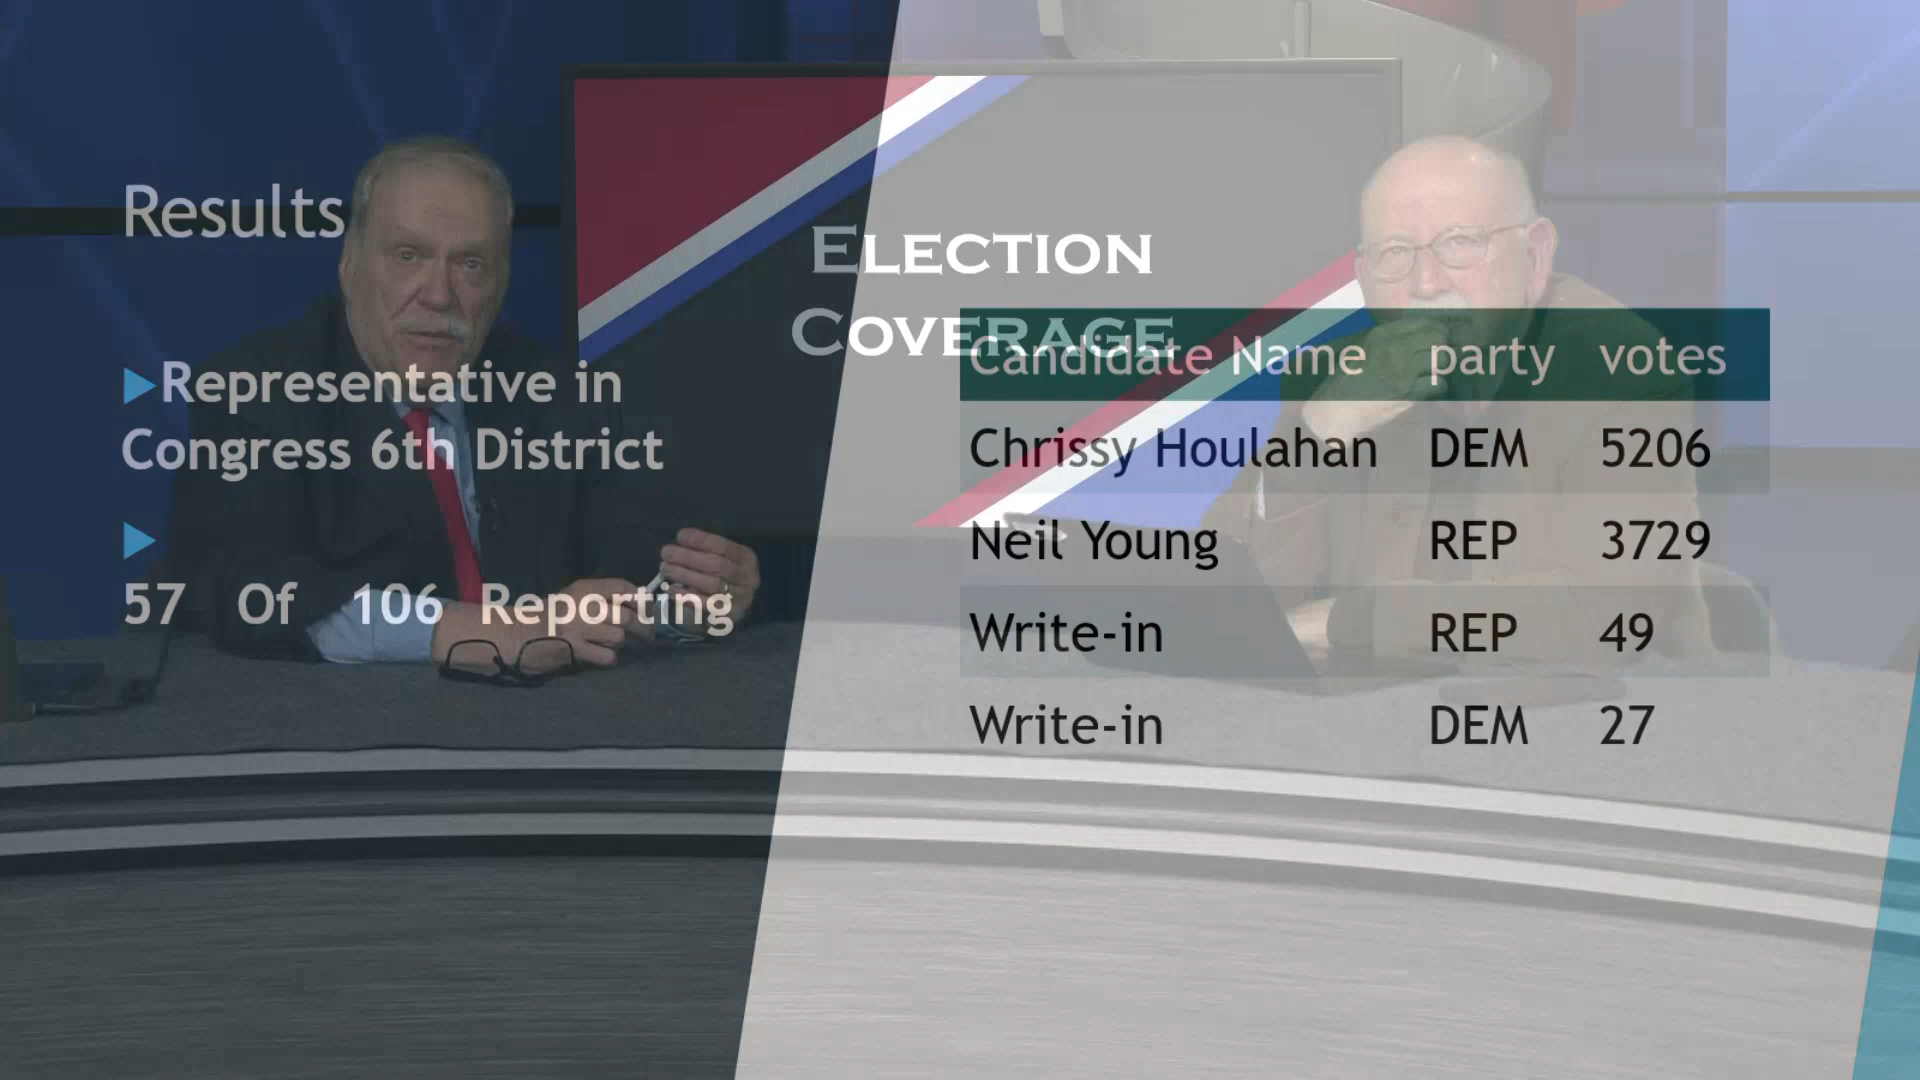 Results
Representative in
Congress 6th District
57 Of 106 Reporting
ELECTION
COVERAGE
Candidate Name party votes
Chrissy Houlahan DEM 5206
Neil Young REP 3729
Write-in REP 49
Write-in DEM 27